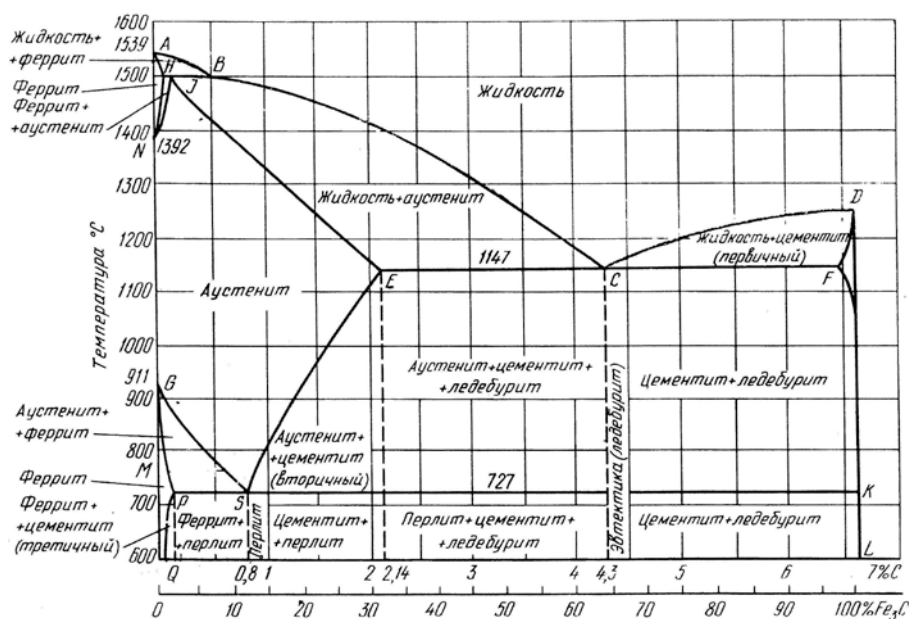 1600
1539
1500
1400
1392
1300
1200
1100
1000
911
900
800
700
600
Температура °С
Жидкость+
+феррит
Феррит
Феррит+
+аустенит
N
A
H
J
B
Жидкость
Жидкость+аустенит
D
Жидкость+цементит
(первичный)
1147
E
C
F
Аустенит
G
Аустенит+
+феррит
M
Феррит
Феррит+
+цементит
(третичный)
Аустенит+цементит+
+ледебурит
Эвтектика (ледебурит)
Цементит+ледебурит
Аустенит+
+цементит
(вторичный)
727
P
S
K
Феррит+
+перлит
Перлит
Цементит+
+перлит
Перлит+цементит+
+ледебурит
Цементит+ледебурит
L
Q 0,8 1 2 2,14 3 4 4,3 5 6 7%С
0 10 20 30 40 50 60 70 80 90 100%Fe3C